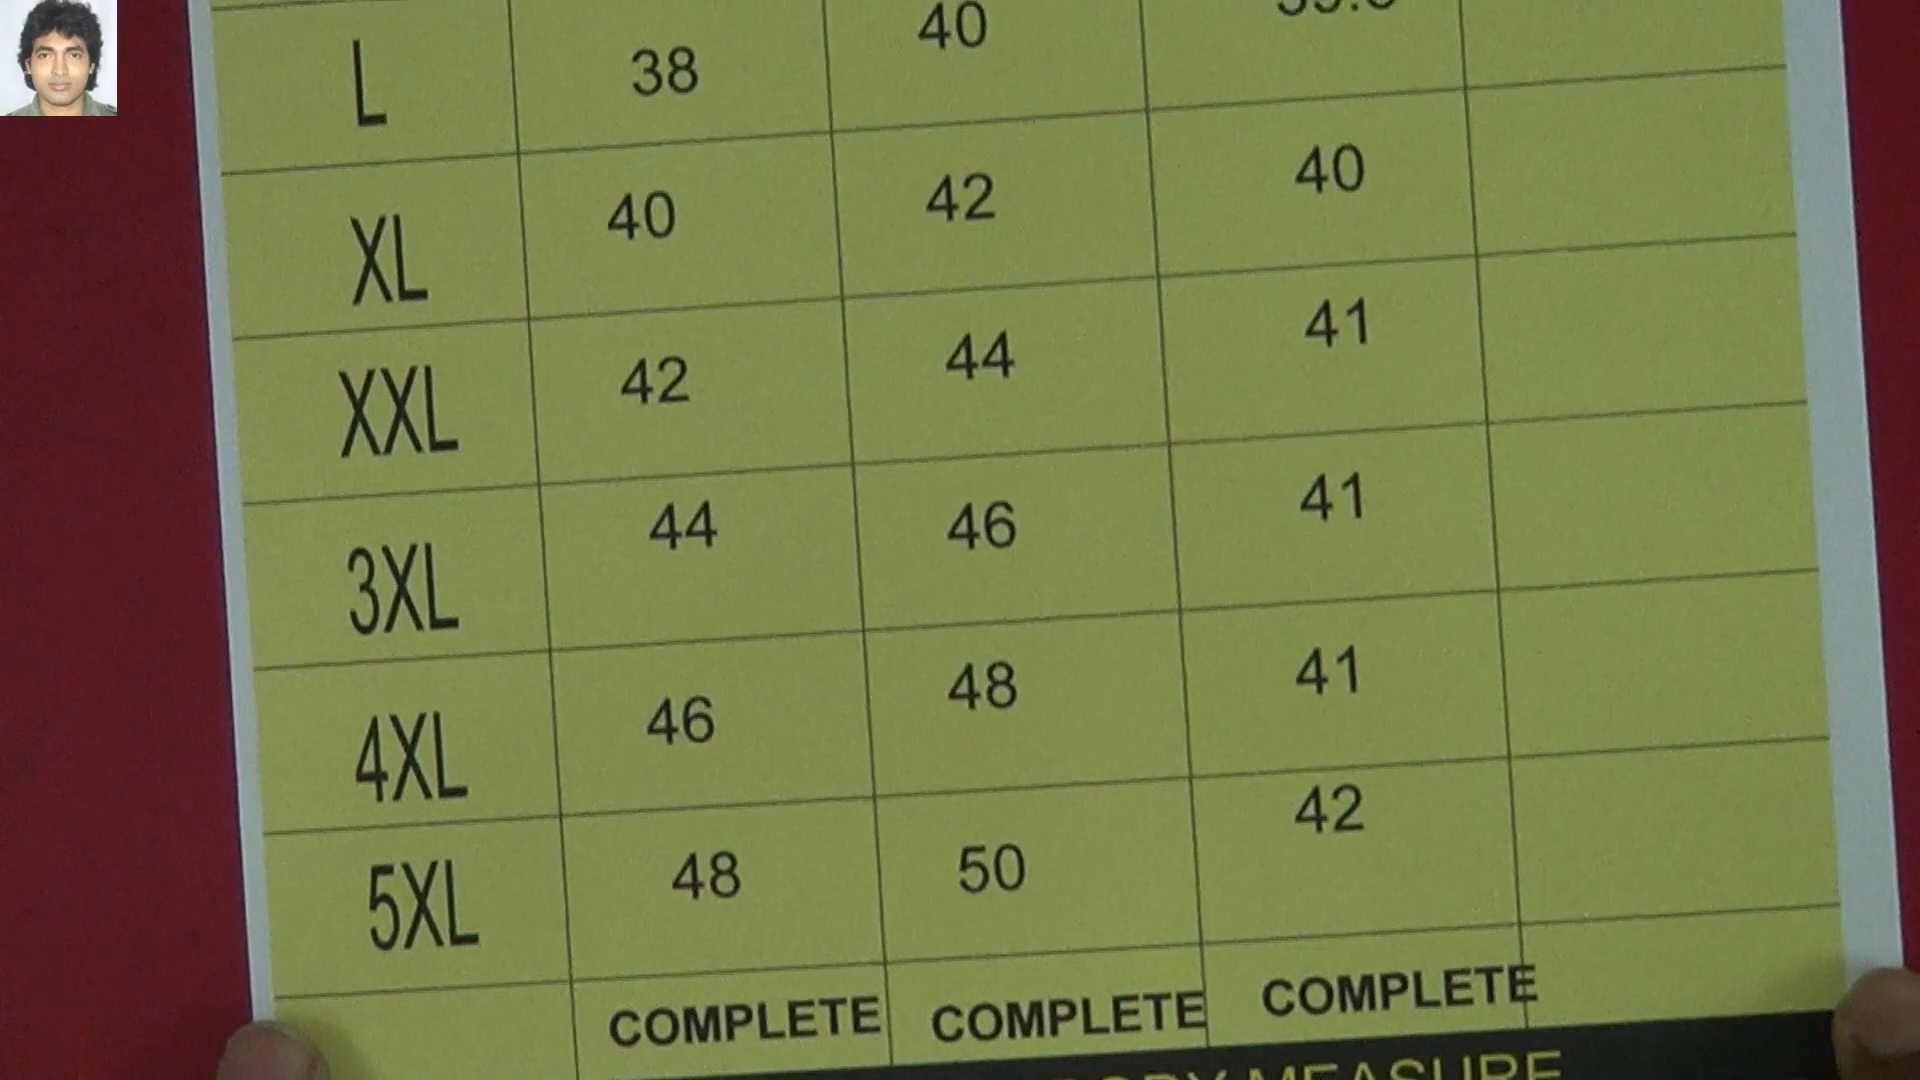 L 38 40
XL 40 42 40
XXL 42 44 41
3XL 44 46 41
4XL 46 48 41
5XL 48 50 42
COMPLETE COMPLETE COMPLETE
MEASURE